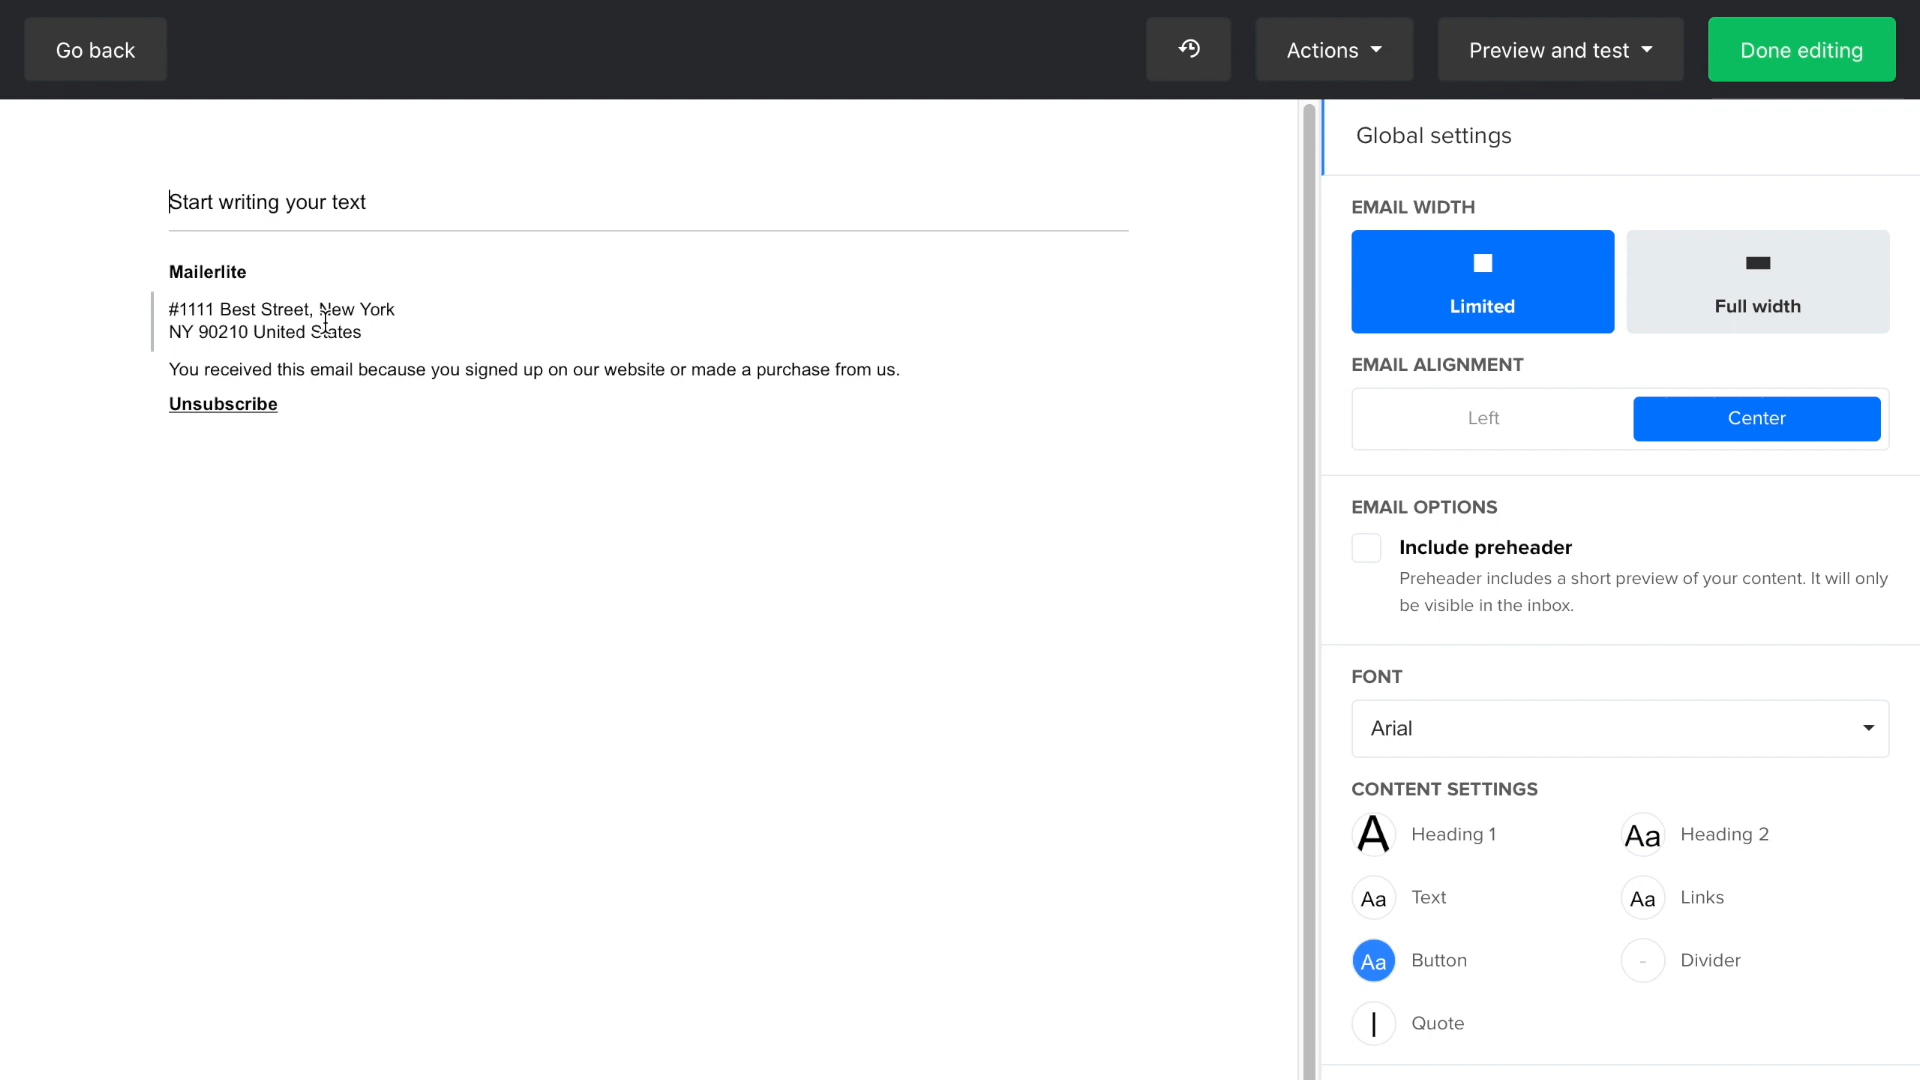 Go back
Actions
Preview and test
Done editing
Start writing your text
Mailerlite
#1111 Best Street, New York
NY 90210 United States
You received this email because you signed up on our website or made a purchase from us.
Unsubscribe
Global settings
EMAIL WIDTH
Limited
Full width
EMAIL ALIGNMENT
Left
Center
EMAIL OPTIONS
Include preheader
Preheader includes a short preview of your content. It will only
be visible in the inbox.
FONT
Arial
CONTENT SETTINGS
A Heading 1
Aa Heading 2
Aa Text
Aa Links
Aa Button
- Divider
Quote